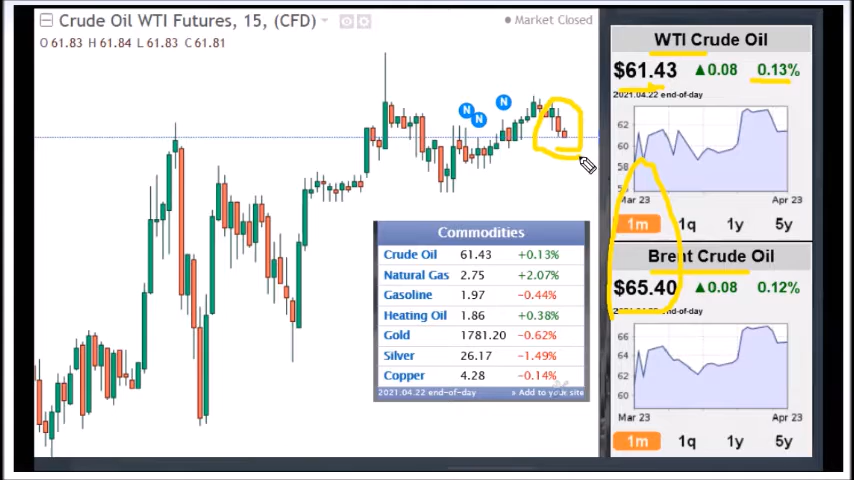 Crude Oil WTI Futures, 15, (CFD)
Market Closed
O 61.83 H 61.84 L 61.83 C 61.81
N
N
N
Commodities
Crude Oil 61.43 +0.13%
Natural Gas 2.75 +2.07%
Gasoline 1.97 -0.44%
Heating Oil 1.86 +0.38%
Gold 1781.20 -0.62%
Silver 26.17 -1.49%
Copper 4.28 -0.14%
2021.04.22 end-of-day » Add to your site
WTI Crude Oil
$61.43 ▲0.08 0.13%
2021.04.22 end-of-day
62
60
58
Mar 23 Apr 23
1m 1q 1y 5y
Brent Crude Oil
$65.40 ▲0.08 0.12%
end-of-day
66
64
62
60
Mar 23 Apr 23
1m 1q 1y 5y